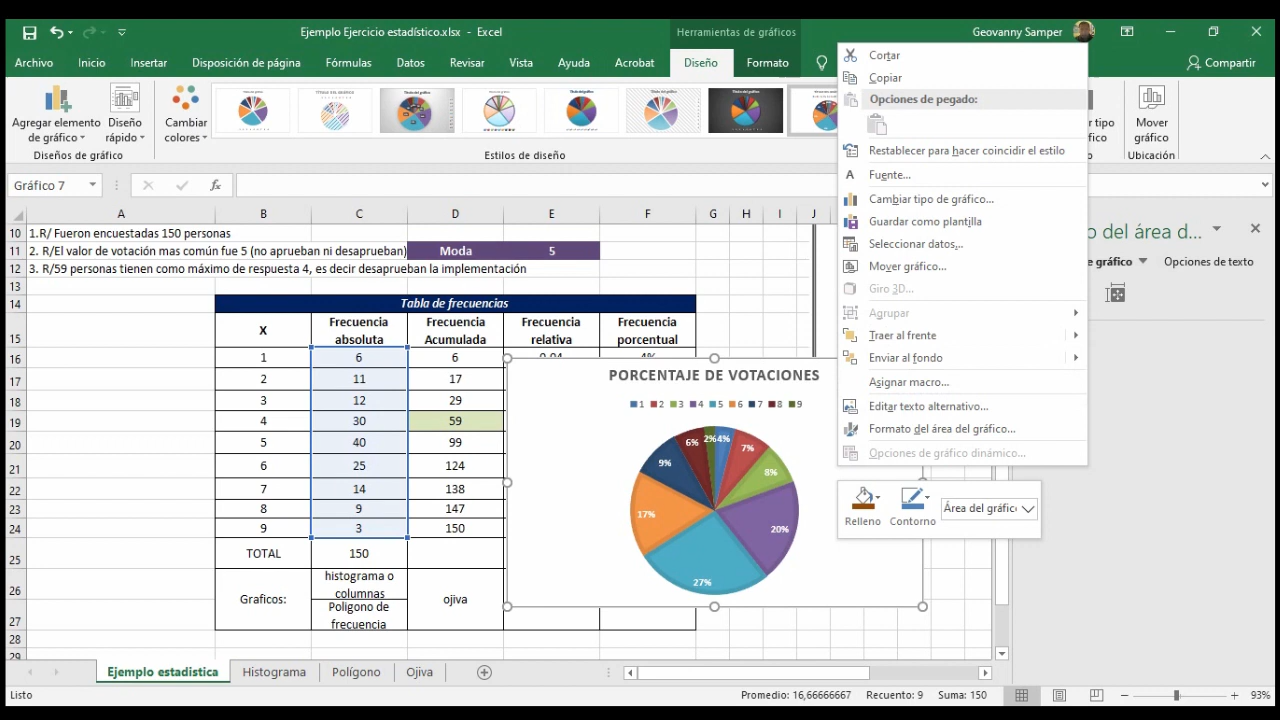 Ejemplo Ejercicio estadístico.xlsx - Excel
Herramientas de gráficos
Geovanny Samper
Archivo
Inicio
Insertar
Disposición de página
Fórmulas
Datos
Revisar
Vista
Ayuda
Acrobat
Diseño
Formato
Compartir
Agregar elemento
de gráfico
Diseño
rápido
Cambiar
colores
Mover
gráfico
Diseños de gráfico
Estilos de diseño
Ubicación
Gráfico 7
fx
A B C D E F G H I J
10 1.R/ Fueron encuestadas 150 personas
11 2. R/El valor de votación mas común fue 5 (no aprueban ni desaprueban) Moda 5
12 3. R/59 personas tienen como máximo de respuesta 4, es decir desaprueban la implementación
13
14 Tabla de frecuencias
15 X Frecuencia absoluta Frecuencia Acumulada Frecuencia relativa Frecuencia porcentual
16 1 6 6 0,04 4%
17 2 11 17
18 3 12 29
19 4 30 59
20 5 40 99
21 6 25 124
22 7 14 138
23 8 9 147
24 9 3 150
25 TOTAL 150
26 Graficos: histograma o columnas ojiva
27 Poligono de frecuencia
28
29
PORCENTAJE DE VOTACIONES
1 2 3 4 5 6 7 8 9
2% 4%
6%
7%
9%
8%
17%
20%
27%
Cortar
Copiar
Opciones de pegado:
Restablecer para hacer coincidir el estilo
A Fuente...
Cambiar tipo de gráfico...
Guardar como plantilla
Seleccionar datos...
Mover gráfico...
Giro 3D...
Agrupar
Traer al frente
Enviar al fondo
Asignar macro...
Editar texto alternativo...
Formato del área del gráfico...
Opciones de gráfico dinámico...
Relleno
Contorno
Área del gráfic
o del área d...
e gráfico
Opciones de texto
Ejemplo estadistica
Histograma
Polígono
Ojiva
Listo
Promedio: 16,66666667
Recuento: 9
Suma: 150
93%